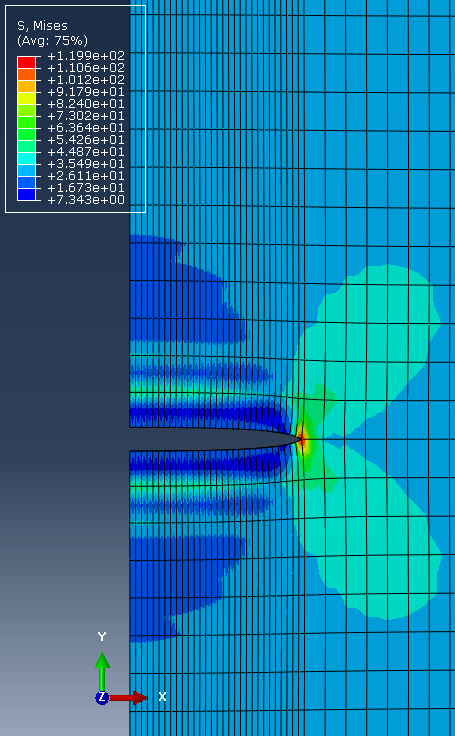 S, Mises
(Avg: 75%)
+1.199e+02
+1.106e+02
+1.012e+02
+9.179e+01
+8.240e+01
+7.302e+01
+6.364e+01
+5.426e+01
+4.487e+01
+3.549e+01
+2.611e+01
+1.673e+01
+7.343e+00
Y
Z X